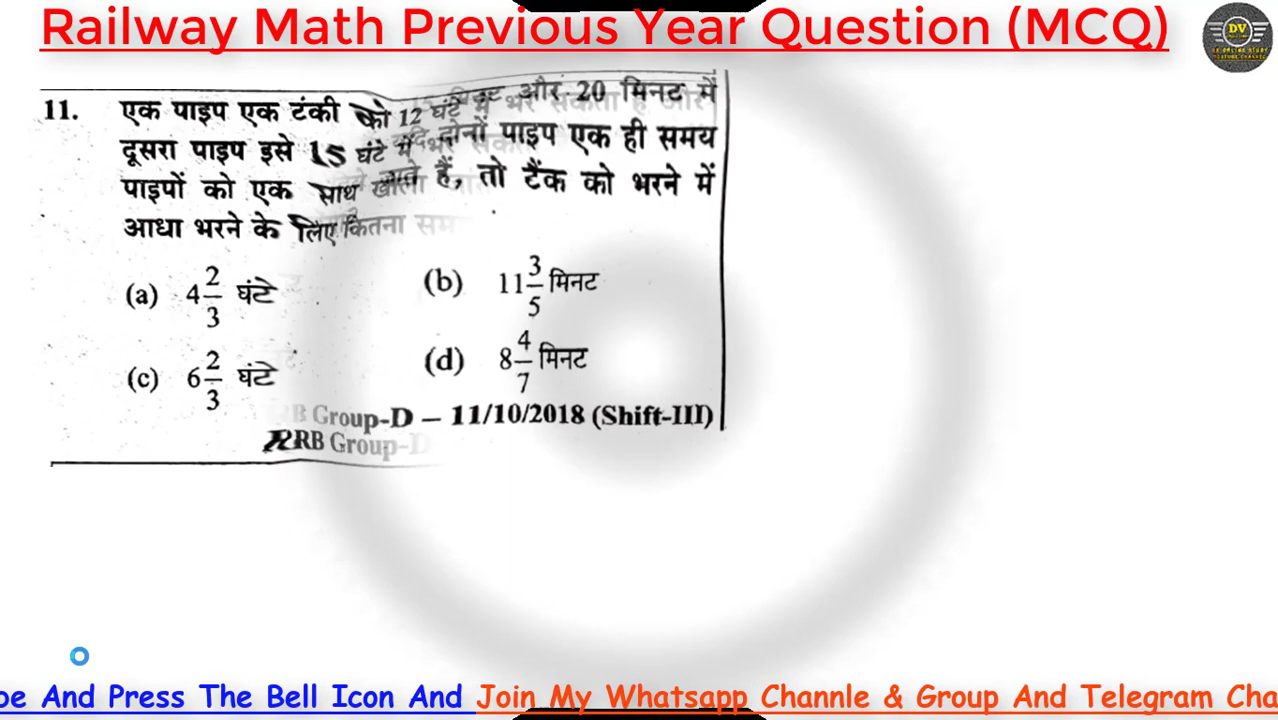 Railway Math Previous Year Question (MCQ)
DV
11. एक पाइप एक टंकी को 12 घंटे में और 20 मिनट में
दूसरा पाइप इसे 15 घंटे में दोनों पाइप एक ही समय
पाइपों को एक साथ खोला जाते हैं, तो टैंक को भरने में
आधा भरने के लिए कितना
(a) 4 2/3 घंटे (b) 11 3/5 मिनट
(c) 6 2/3 घंटे (d) 8 4/7 मिनट
RB Group-D – 11/10/2018 (Shift-III)
RRB Group-D
be And Press The Bell Icon And Join My Whatsapp Channle & Group And Telegram Cha